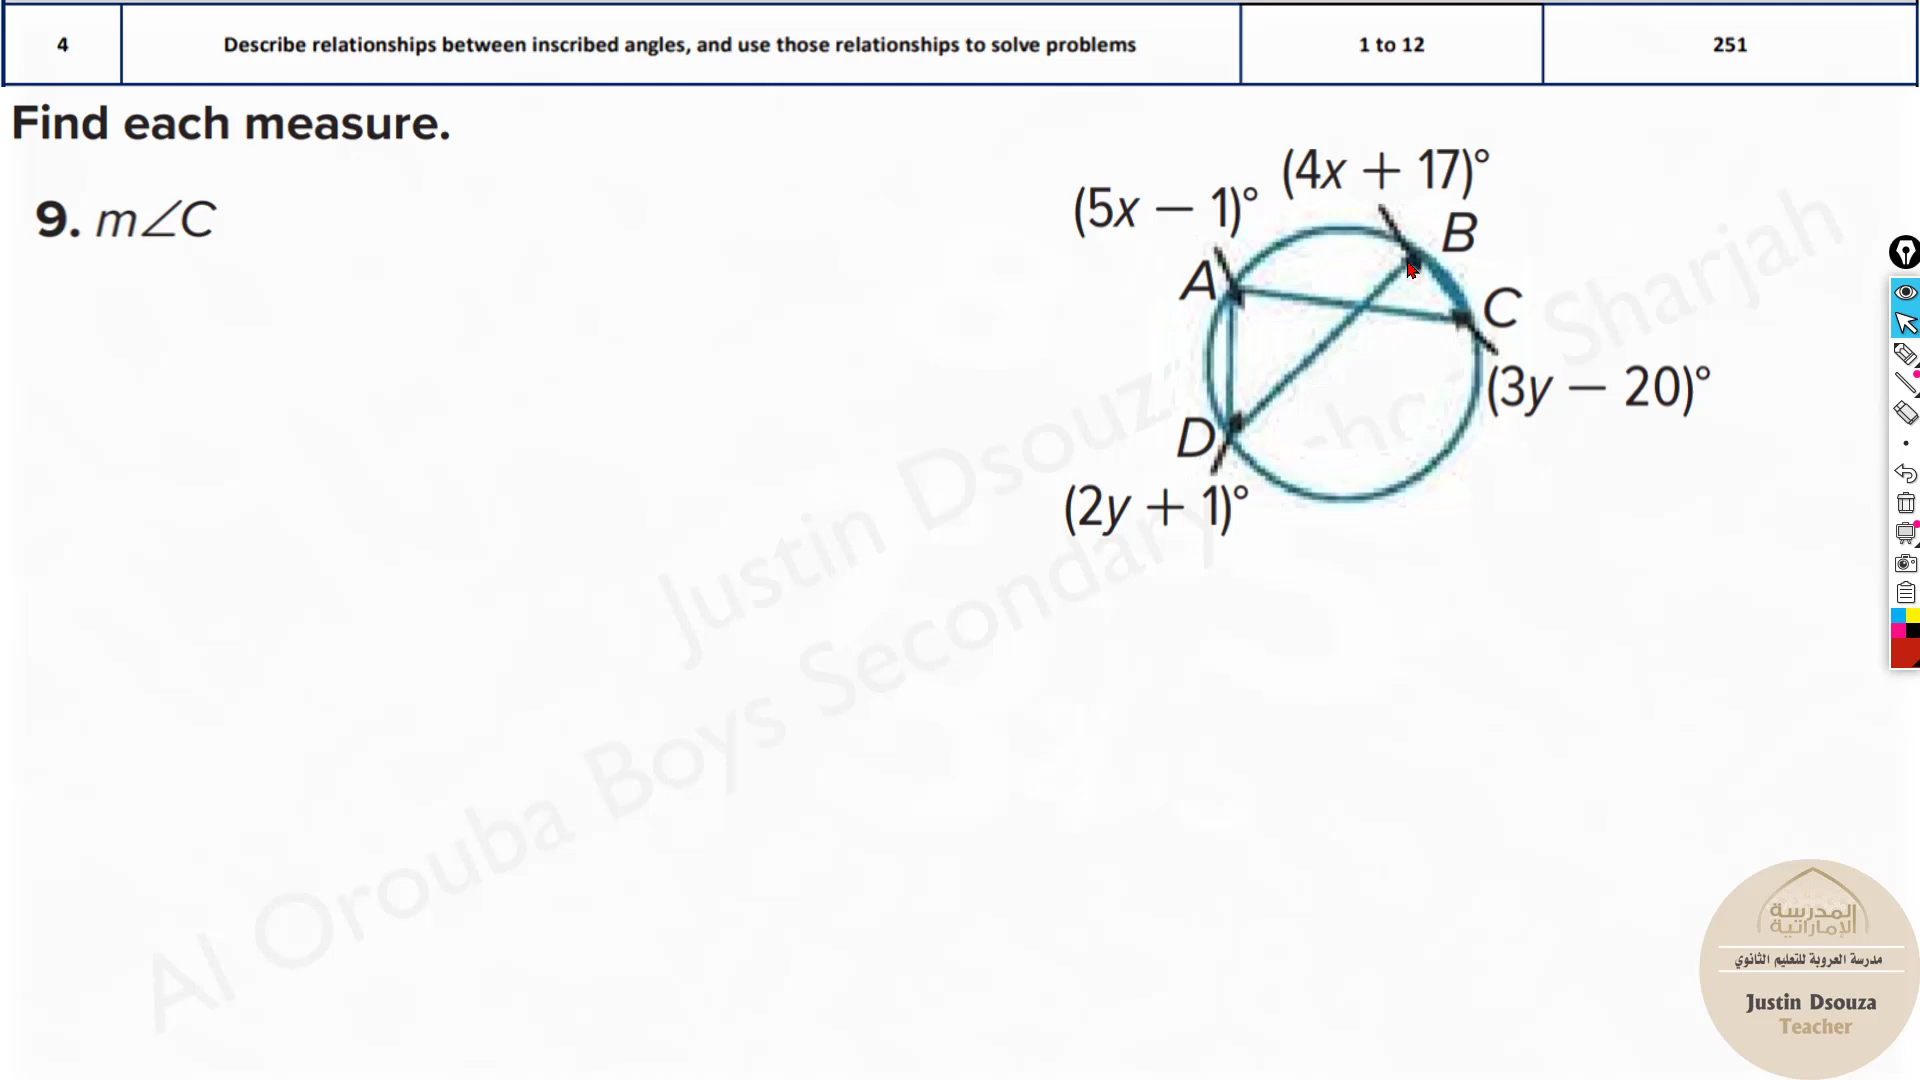 4 Describe relationships between inscribed angles, and use those relationships to solve problems 1 to 12 251
Find each measure.
9. m∠C
(4x + 17)°
(5x − 1)°
B
A
C
(3y − 20)°
D
(2y + 1)°
Justin Dsouza
Al Orouba Boys Secondary School Sharjah
المدرسة
الإماراتية
مدرسة العروبة للتعليم الثانوي
Justin Dsouza
Teacher